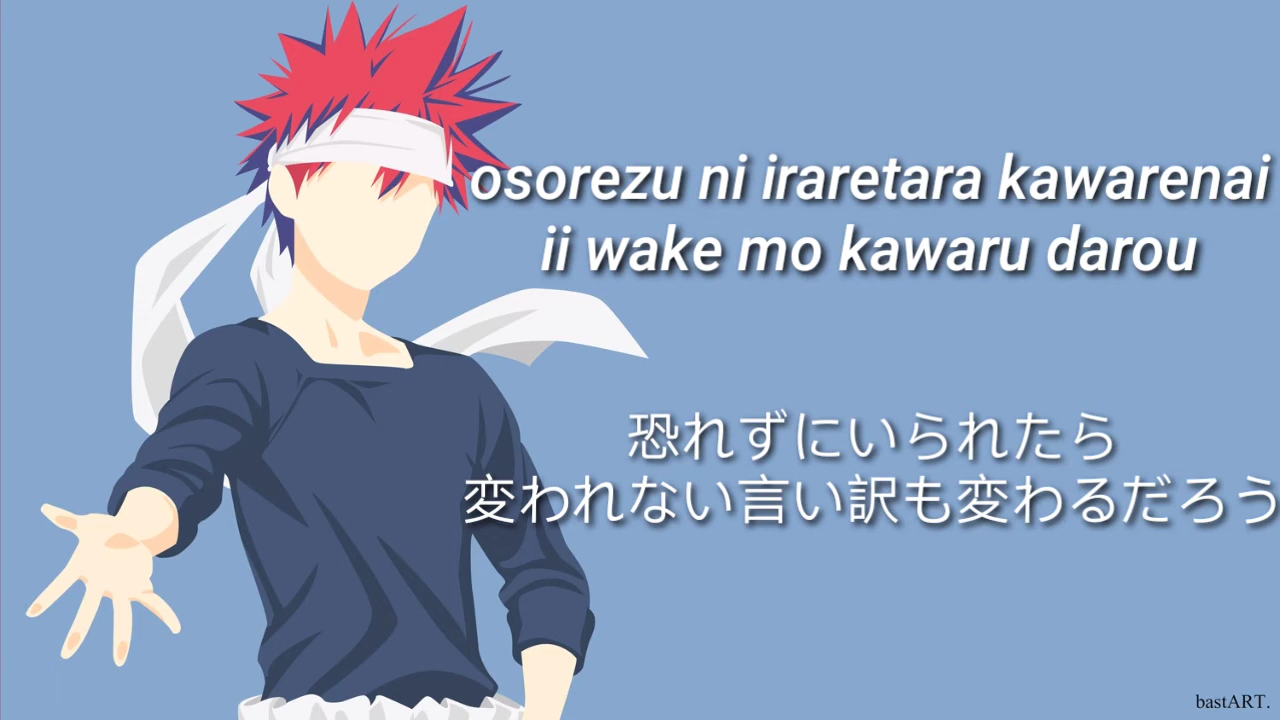 osorezu ni iraretara kawarenai
ii wake mo kawaru darou
恐れずにいられたら
変われない言い訳も変わるだろう
bastART.